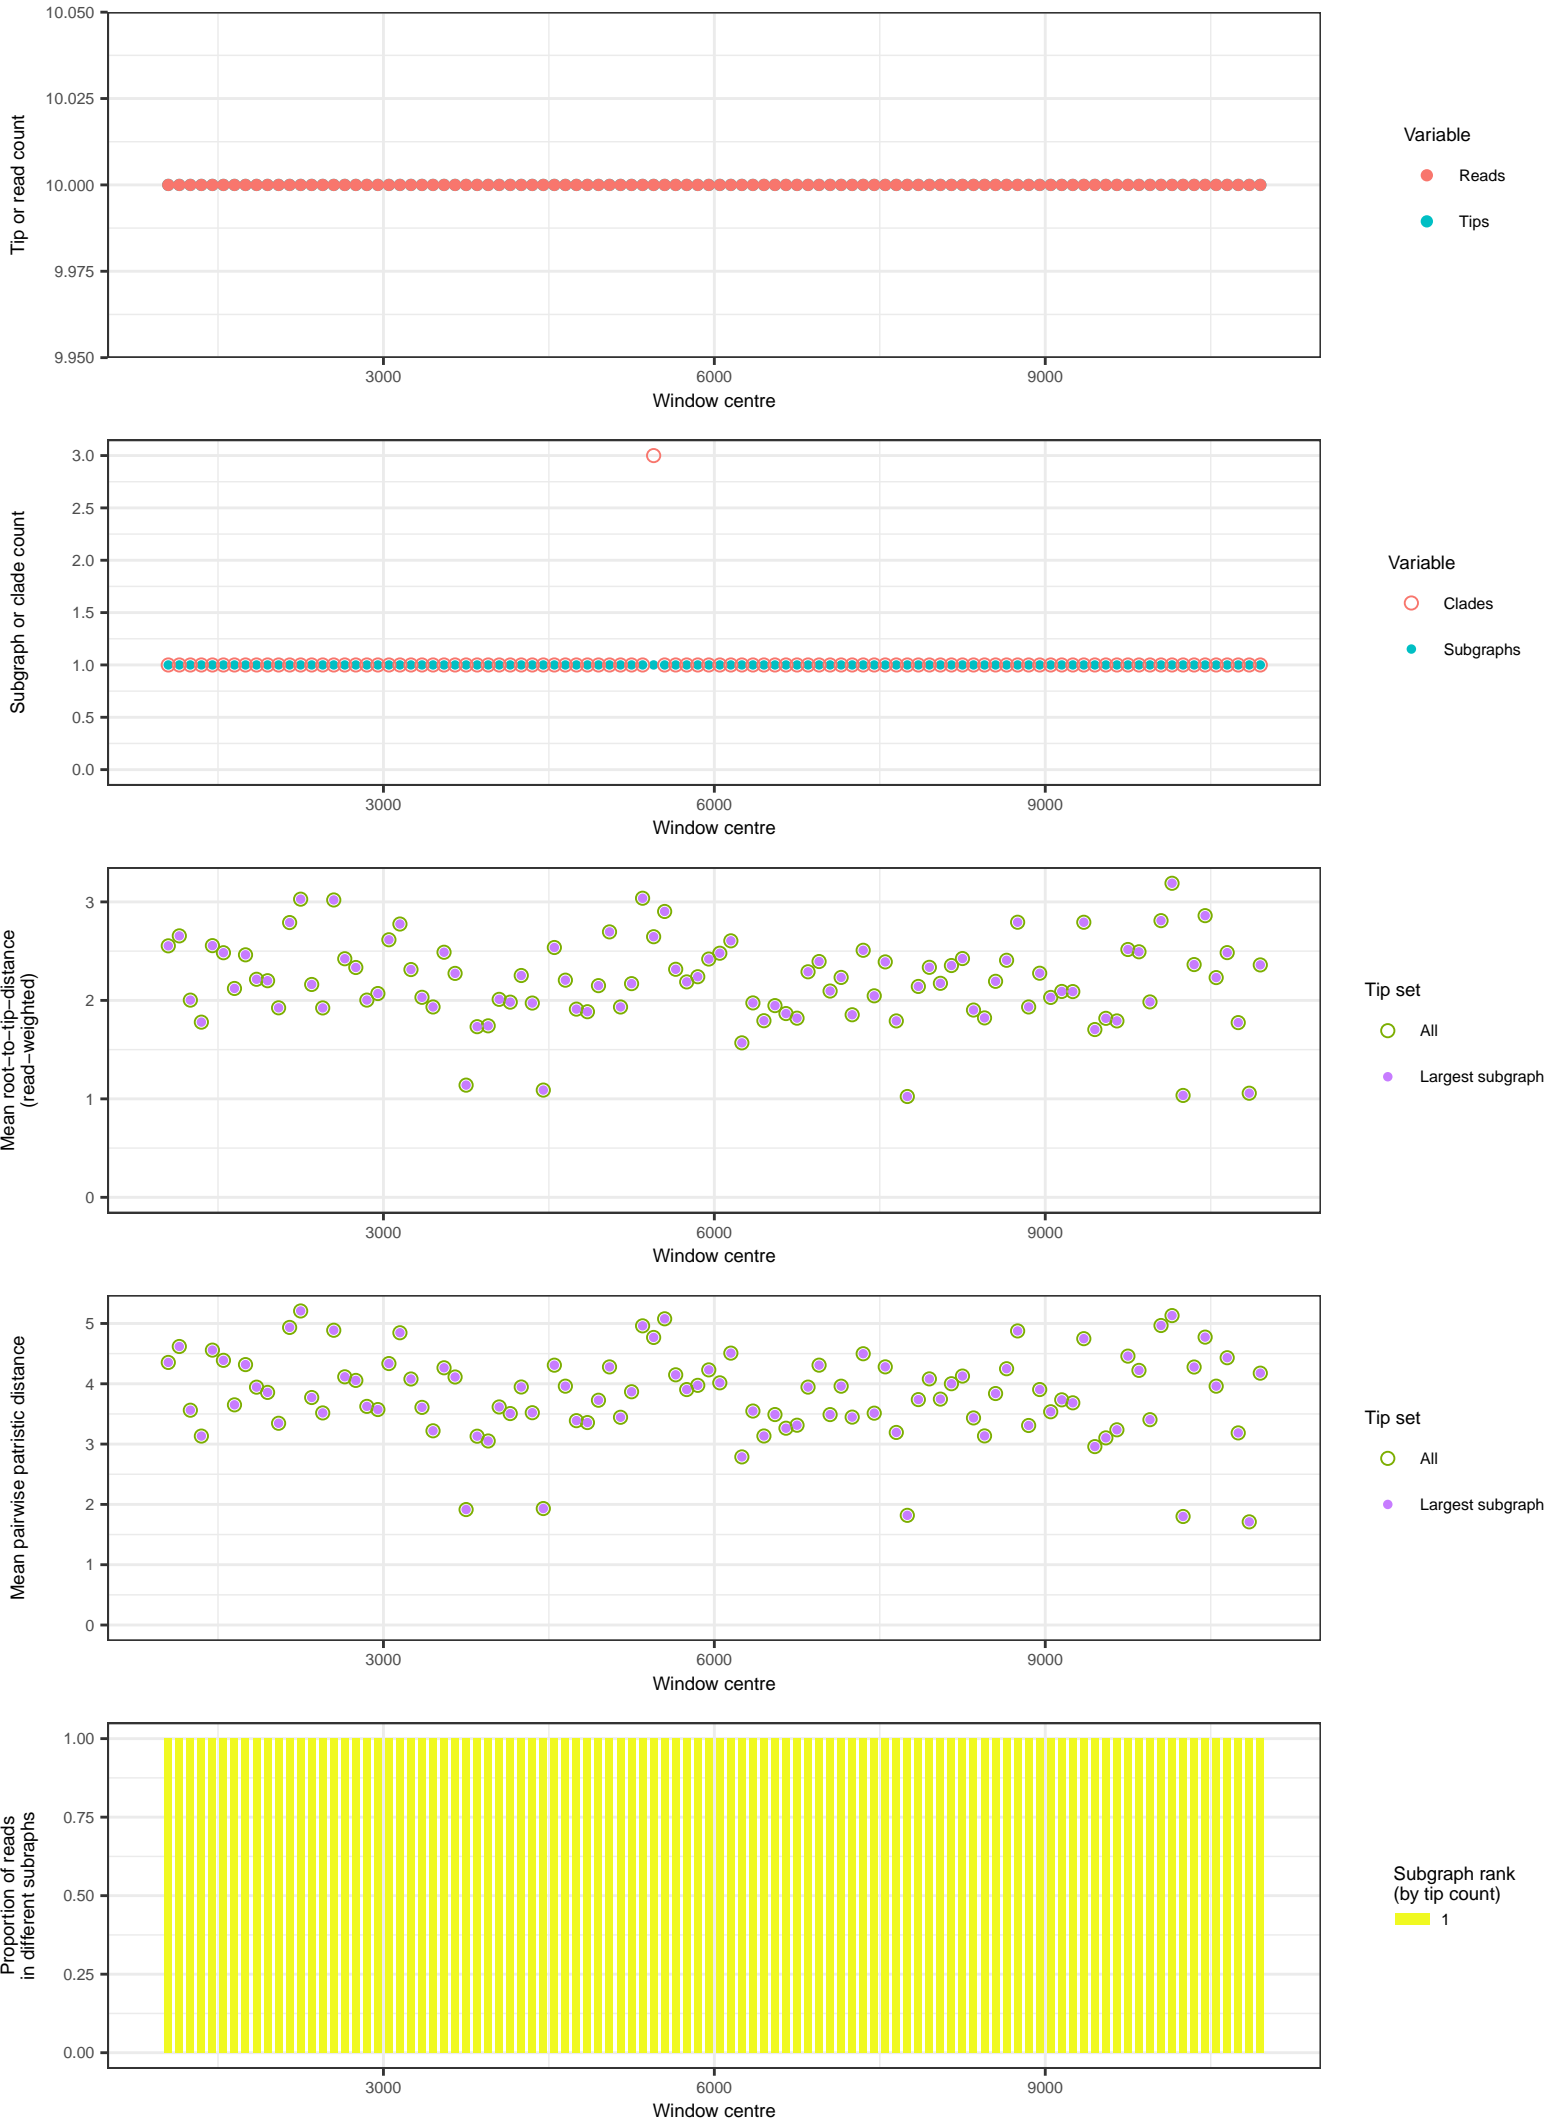 10.050
10.025
10.000
9.975
9.950
Tip or read count
3000 6000 9000
Window centre
Variable
Reads
Tips
3.0
2.5
2.0
1.5
1.0
0.5
0.0
Subgraph or clade count
3000 6000 9000
Window centre
Variable
Clades
Subgraphs
3
2
1
0
Mean root−to−tip−distance
(read−weighted)
3000 6000 9000
Window centre
Tip set
All
Largest subgraph
5
4
3
2
1
0
Mean pairwise patristic distance
3000 6000 9000
Window centre
Tip set
All
Largest subgraph
1.00
0.75
0.50
0.25
0.00
Proportion of reads
in different subraphs
3000 6000 9000
Window centre
Subgraph rank
(by tip count)
1